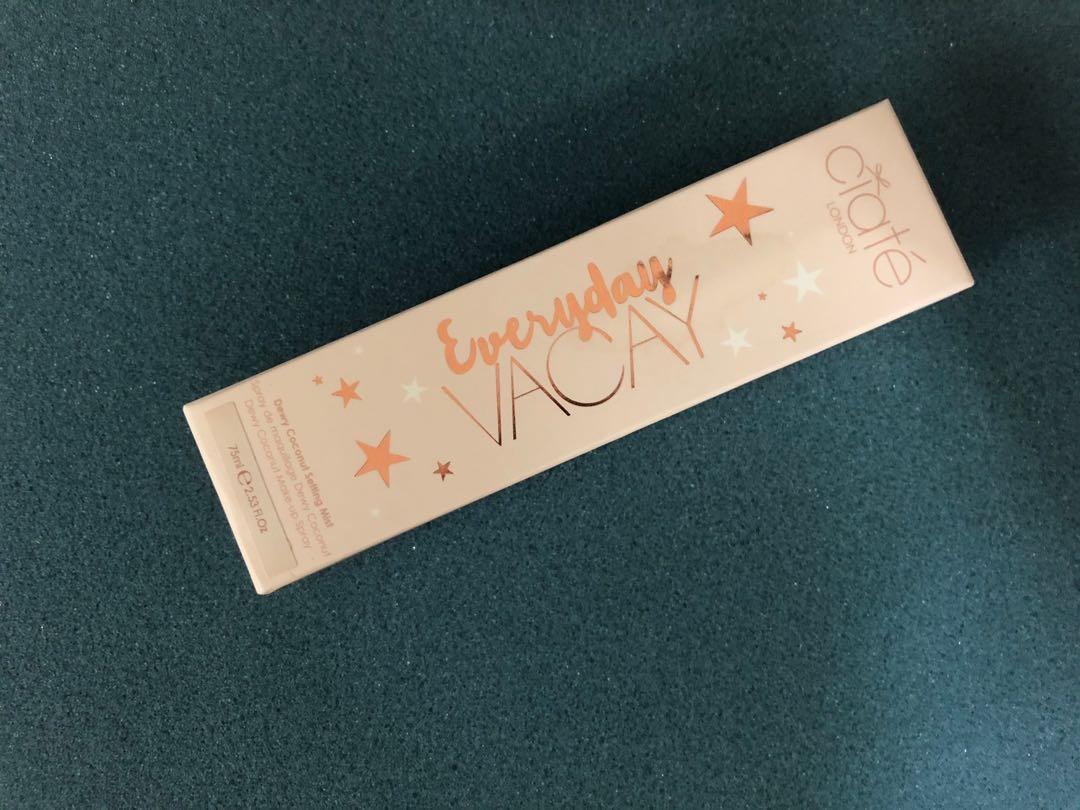 ciaté
LONDON
Everyday
VACAY
Dewy Coconut Setting Mist
Spray de maquillage Dewy Coconut
Dewy Coconut Make-up Spray
75ml e 2.53 Fl.Oz